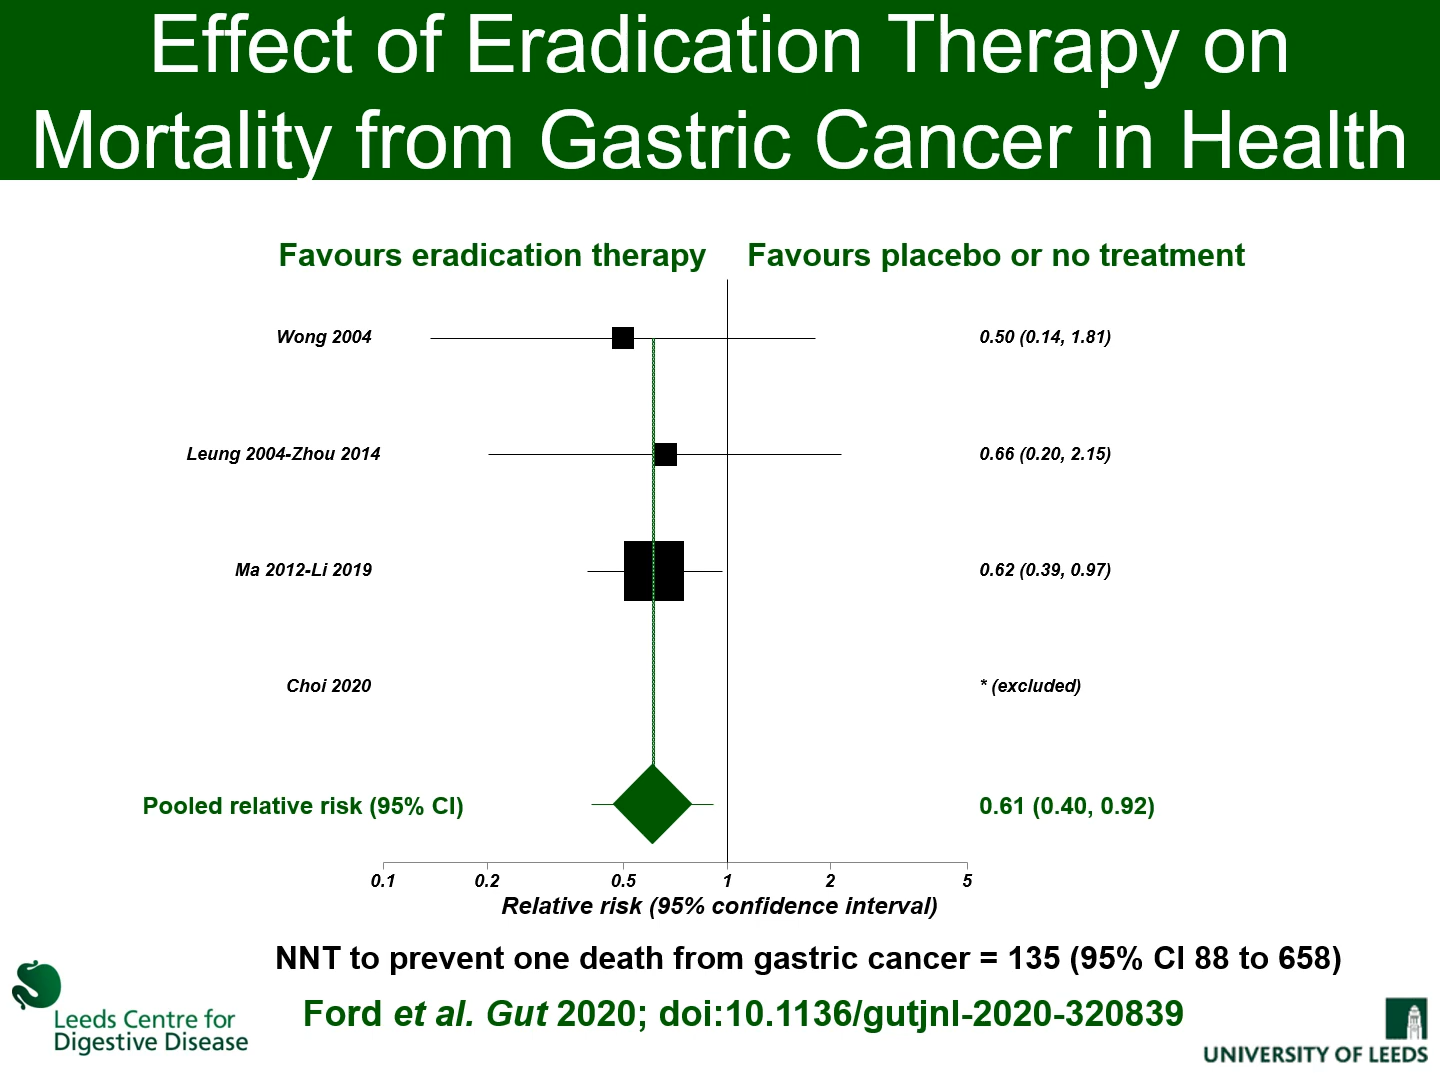 Effect of Eradication Therapy on
Mortality from Gastric Cancer in Health
Favours eradication therapy Favours placebo or no treatment
Wong 2004 0.50 (0.14, 1.81)
Leung 2004-Zhou 2014 0.66 (0.20, 2.15)
Ma 2012-Li 2019 0.62 (0.39, 0.97)
Choi 2020 * (excluded)
Pooled relative risk (95% CI) 0.61 (0.40, 0.92)
0.1 0.2 0.5 1 2 5
Relative risk (95% confidence interval)
NNT to prevent one death from gastric cancer = 135 (95% CI 88 to 658)
Ford et al. Gut 2020; doi:10.1136/gutjnl-2020-320839
Leeds Centre for
Digestive Disease
UNIVERSITY OF LEEDS